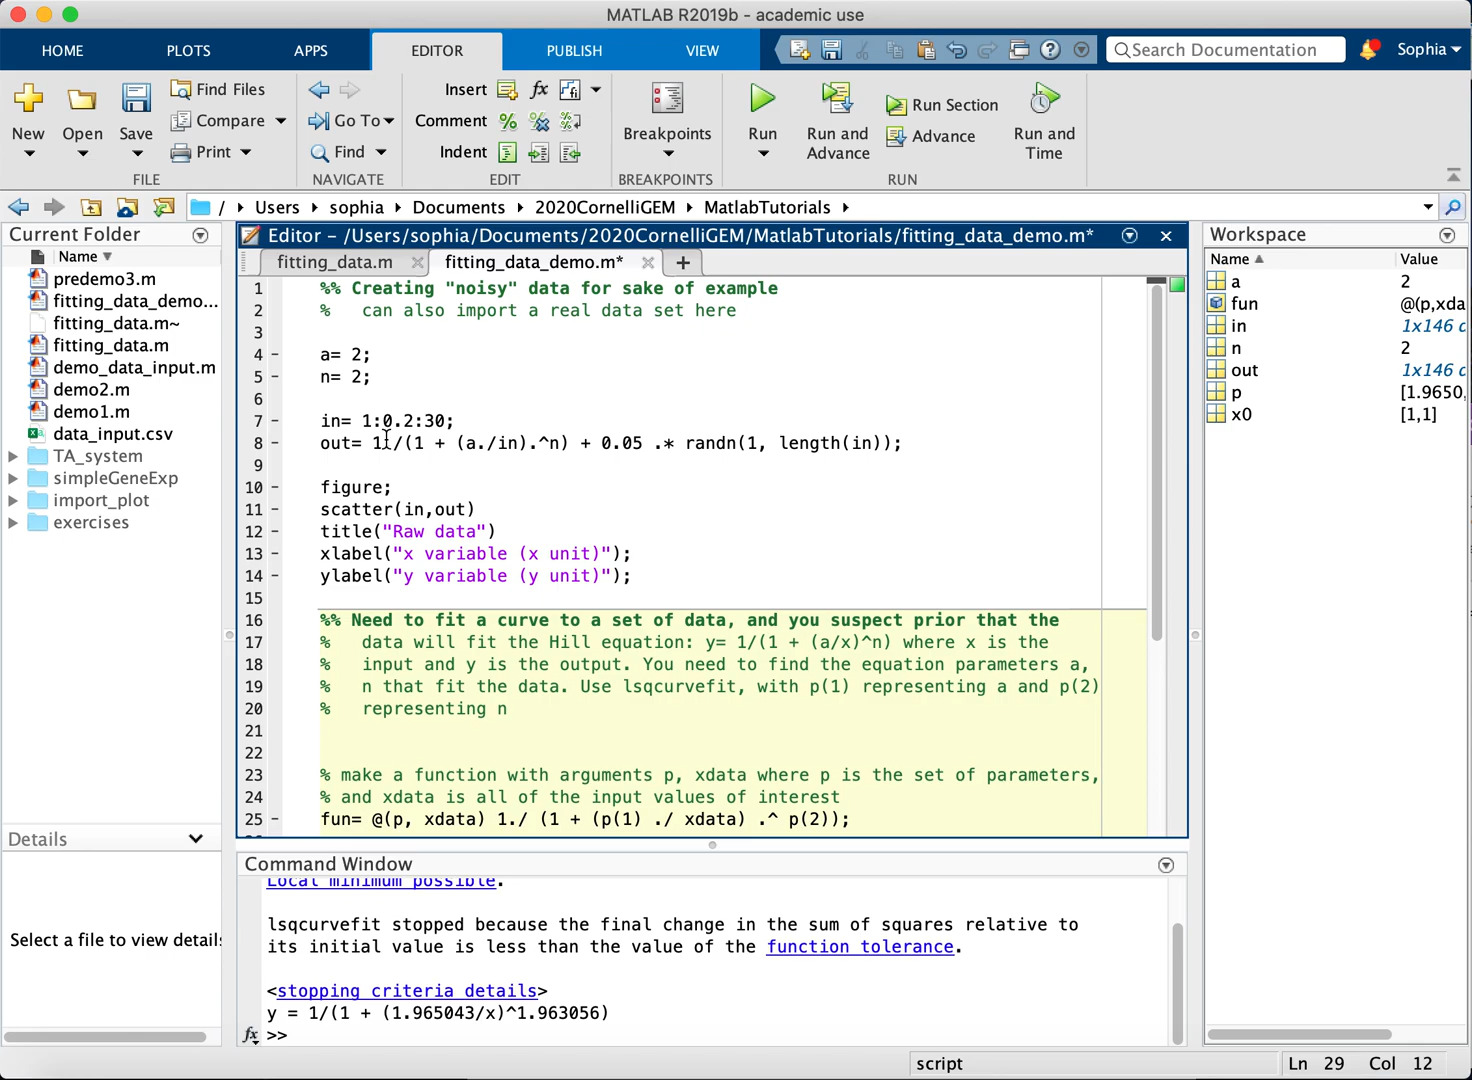 MATLAB R2019b - academic use
HOME PLOTS APPS EDITOR PUBLISH VIEW Search Documentation Sophia
New Open Save Find Files Compare Print FILE
Go To Find NAVIGATE
Insert fx Comment Indent EDIT
Breakpoints BREAKPOINTS
Run Run and Advance Run Section Advance Run and Time RUN
/ Users sophia Documents 2020CornelliGEM MatlabTutorials
Current Folder
Name
predemo3.m
fitting_data_demo...
fitting_data.m~
fitting_data.m
demo_data_input.m
demo2.m
demo1.m
data_input.csv
TA_system
simpleGeneExp
import_plot
exercises
Details
Select a file to view details
Editor - /Users/sophia/Documents/2020CornelliGEM/MatlabTutorials/fitting_data_demo.m*
fitting_data.m fitting_data_demo.m* +
1 %% Creating "noisy" data for sake of example
2 % can also import a real data set here
3
4 - a= 2;
5 - n= 2;
6
7 - in= 1:0.2:30;
8 - out= 1./(1 + (a./in).^n) + 0.05 .* randn(1, length(in));
9
10 - figure;
11 - scatter(in,out)
12 - title("Raw data")
13 - xlabel("x variable (x unit)");
14 - ylabel("y variable (y unit)");
15
16 %% Need to fit a curve to a set of data, and you suspect prior that the
17 % data will fit the Hill equation: y= 1/(1 + (a/x)^n) where x is the
18 % input and y is the output. You need to find the equation parameters a,
19 % n that fit the data. Use lsqcurvefit, with p(1) representing a and p(2)
20 % representing n
21
22
23 % make a function with arguments p, xdata where p is the set of parameters,
24 % and xdata is all of the input values of interest
25 - fun= @(p, xdata) 1./ (1 + (p(1) ./ xdata) .^ p(2));
Command Window
Local minimum possible.
lsqcurvefit stopped because the final change in the sum of squares relative to
its initial value is less than the value of the function tolerance.
<stopping criteria details>
y = 1/(1 + (1.965043/x)^1.963056)
fx >>
Workspace
Name Value
a 2
fun @(p,xda
in 1x146 d
n 2
out 1x146 d
p [1.9650,
x0 [1,1]
script Ln 29 Col 12